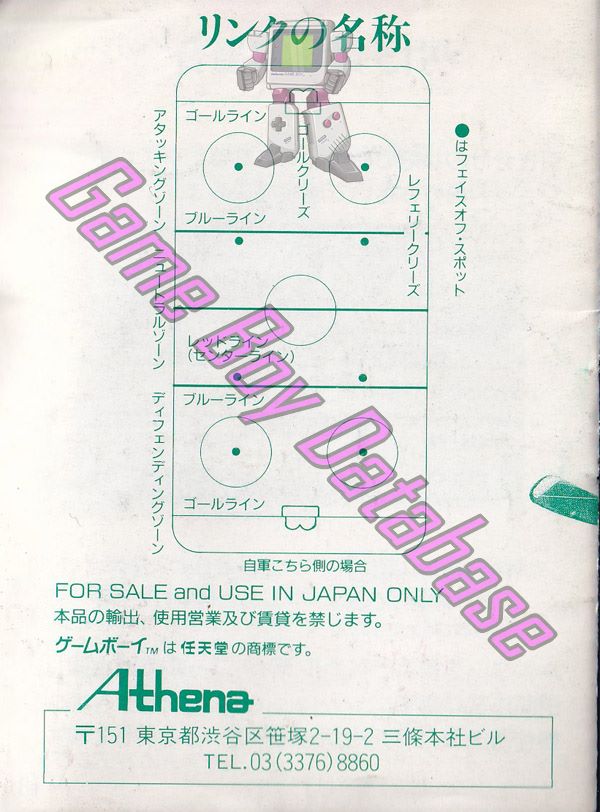 リンクの名称
ゴールライン
ゴールクリーズ
アタッキングゾーン
●はフェイスオフ・スポット
レフェリークリーズ
ブルーライン
ニュートラルゾーン
レッドライン
(センターライン)
ブルーライン
ディフェンディングゾーン
ゴールライン
自軍こちら側の場合
FOR SALE and USE IN JAPAN ONLY
本品の輸出、使用営業及び賃貸を禁じます。
ゲームボーイTMは任天堂の商標です。
Athena
〒151 東京都渋谷区笹塚2-19-2 三條本社ビル
TEL.03(3376)8860
Game Boy Database